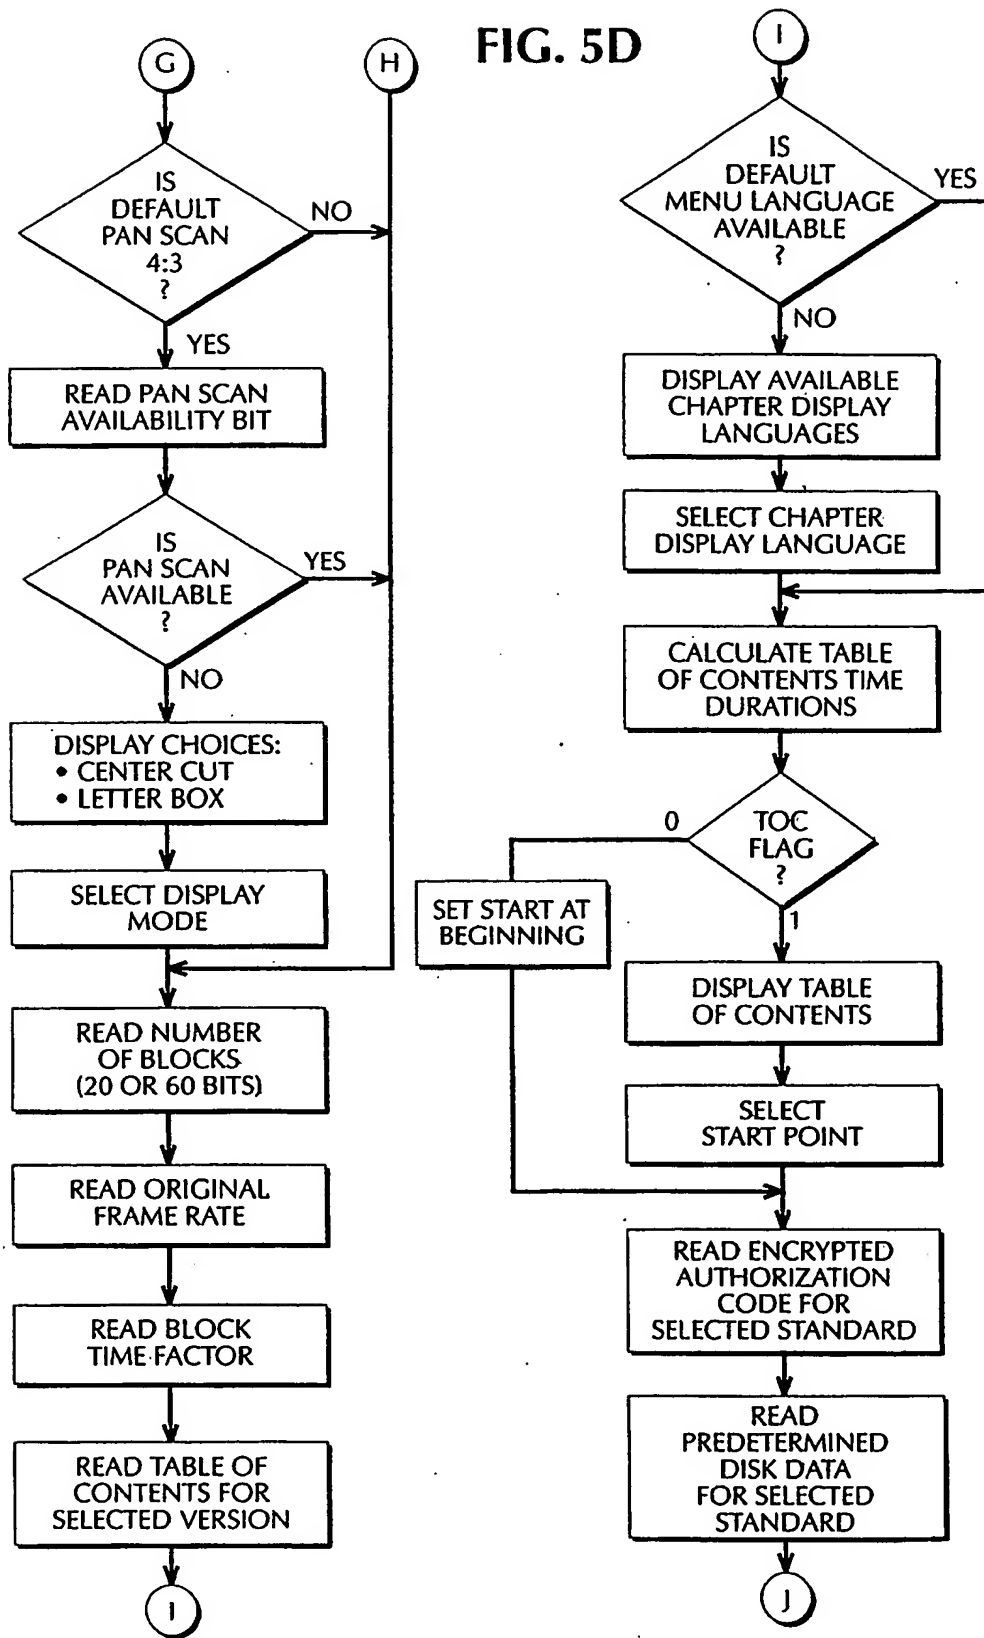 FIG. 5D
G
H
IS
DEFAULT
PAN SCAN
4:3
?
NO
YES
READ PAN SCAN
AVAILABILITY BIT
IS
PAN SCAN
AVAILABLE
?
YES
NO
DISPLAY CHOICES:
• CENTER CUT
• LETTER BOX
SELECT DISPLAY
MODE
READ NUMBER
OF BLOCKS
(20 OR 60 BITS)
READ ORIGINAL
FRAME RATE
READ BLOCK
TIME FACTOR
READ TABLE OF
CONTENTS FOR
SELECTED VERSION
I
I
IS
DEFAULT
MENU LANGUAGE
AVAILABLE
?
YES
NO
DISPLAY AVAILABLE
CHAPTER DISPLAY
LANGUAGES
SELECT CHAPTER
DISPLAY LANGUAGE
CALCULATE TABLE
OF CONTENTS TIME
DURATIONS
TOC
FLAG
?
0
1
SET START AT
BEGINNING
DISPLAY TABLE
OF CONTENTS
SELECT
START POINT
READ ENCRYPTED
AUTHORIZATION
CODE FOR
SELECTED STANDARD
READ
PREDETERMINED
DISK DATA
FOR SELECTED
STANDARD
J